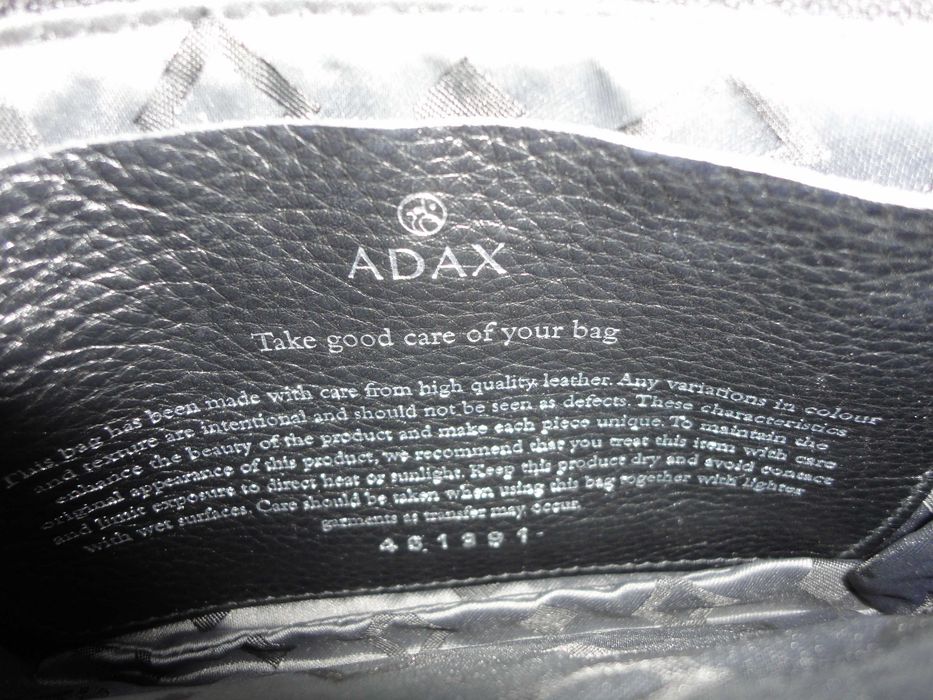 ADAX
Take good care of your bag
This bag has been made with care from high quality leather. Any variations in colour
and texture are intentional and should not be seen as defects. These characteristics
enhance the beauty of the product and make each piece unique. To maintain the
original appearance of this product, we recommend that you treat this item with care
and limit exposure to direct heat or sunlight. Keep this product dry and avoid contact
with wet surfaces. Care should be taken when using this bag together with lighter
garments as transfer may occur.